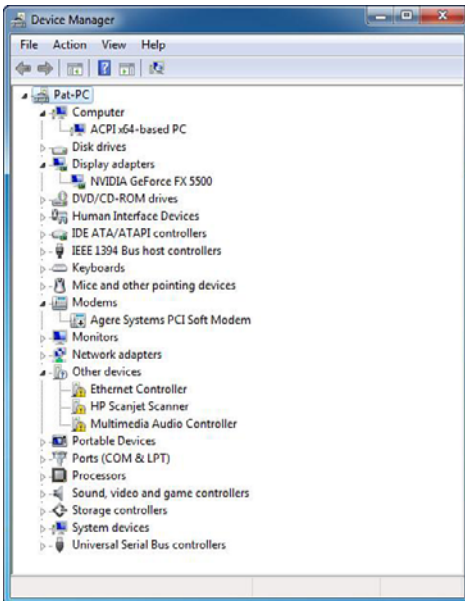 Device Manager
File Action View Help
Pat-PC
Computer
ACPI x64-based PC
Disk drives
Display adapters
NVIDIA GeForce FX 5500
DVD/CD-ROM drives
Human Interface Devices
IDE ATA/ATAPI controllers
IEEE 1394 Bus host controllers
Keyboards
Mice and other pointing devices
Modems
Agere Systems PCI Soft Modem
Monitors
Network adapters
Other devices
Ethernet Controller
HP Scanjet Scanner
Multimedia Audio Controller
Portable Devices
Ports (COM & LPT)
Processors
Sound, video and game controllers
Storage controllers
System devices
Universal Serial Bus controllers